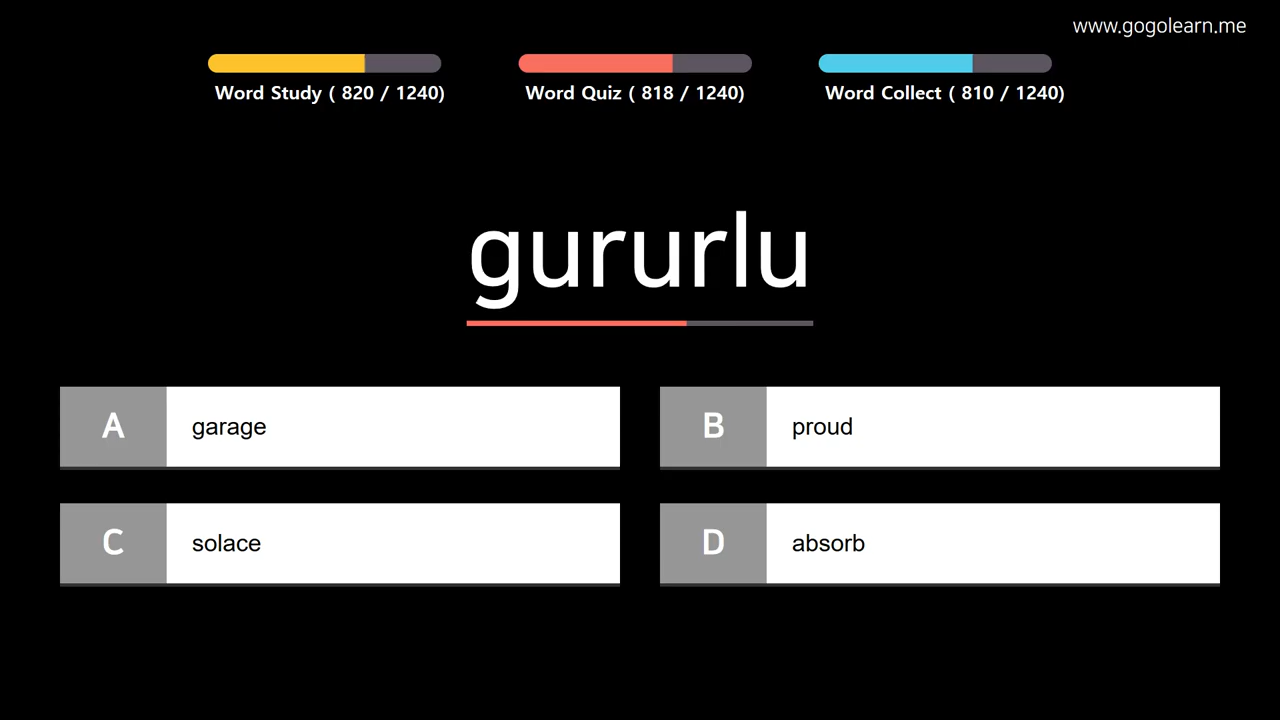 www.gogolearn.me
Word Study ( 820 / 1240)
Word Quiz ( 818 / 1240)
Word Collect ( 810 / 1240)
gururlu
A garage
B proud
C solace
D absorb